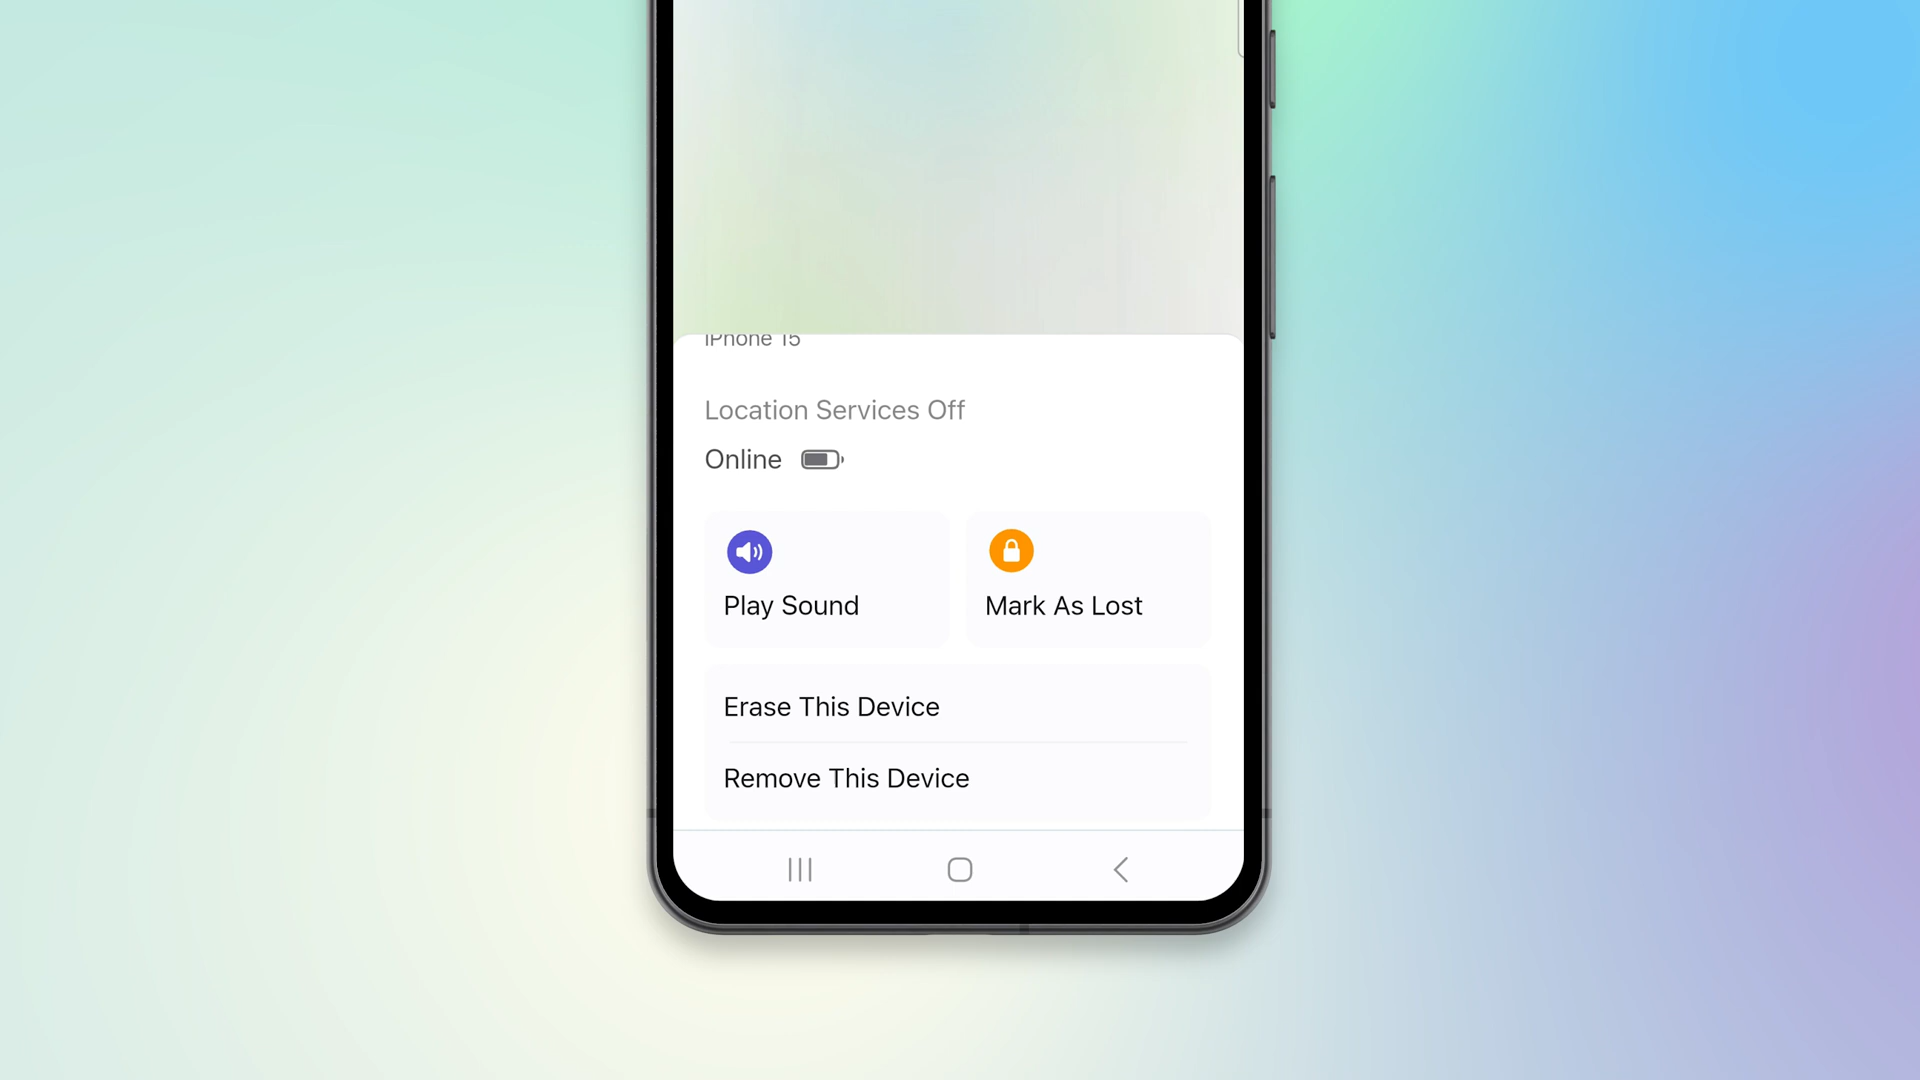 iPhone 15
Location Services Off
Online
Play Sound
Mark As Lost
Erase This Device
Remove This Device